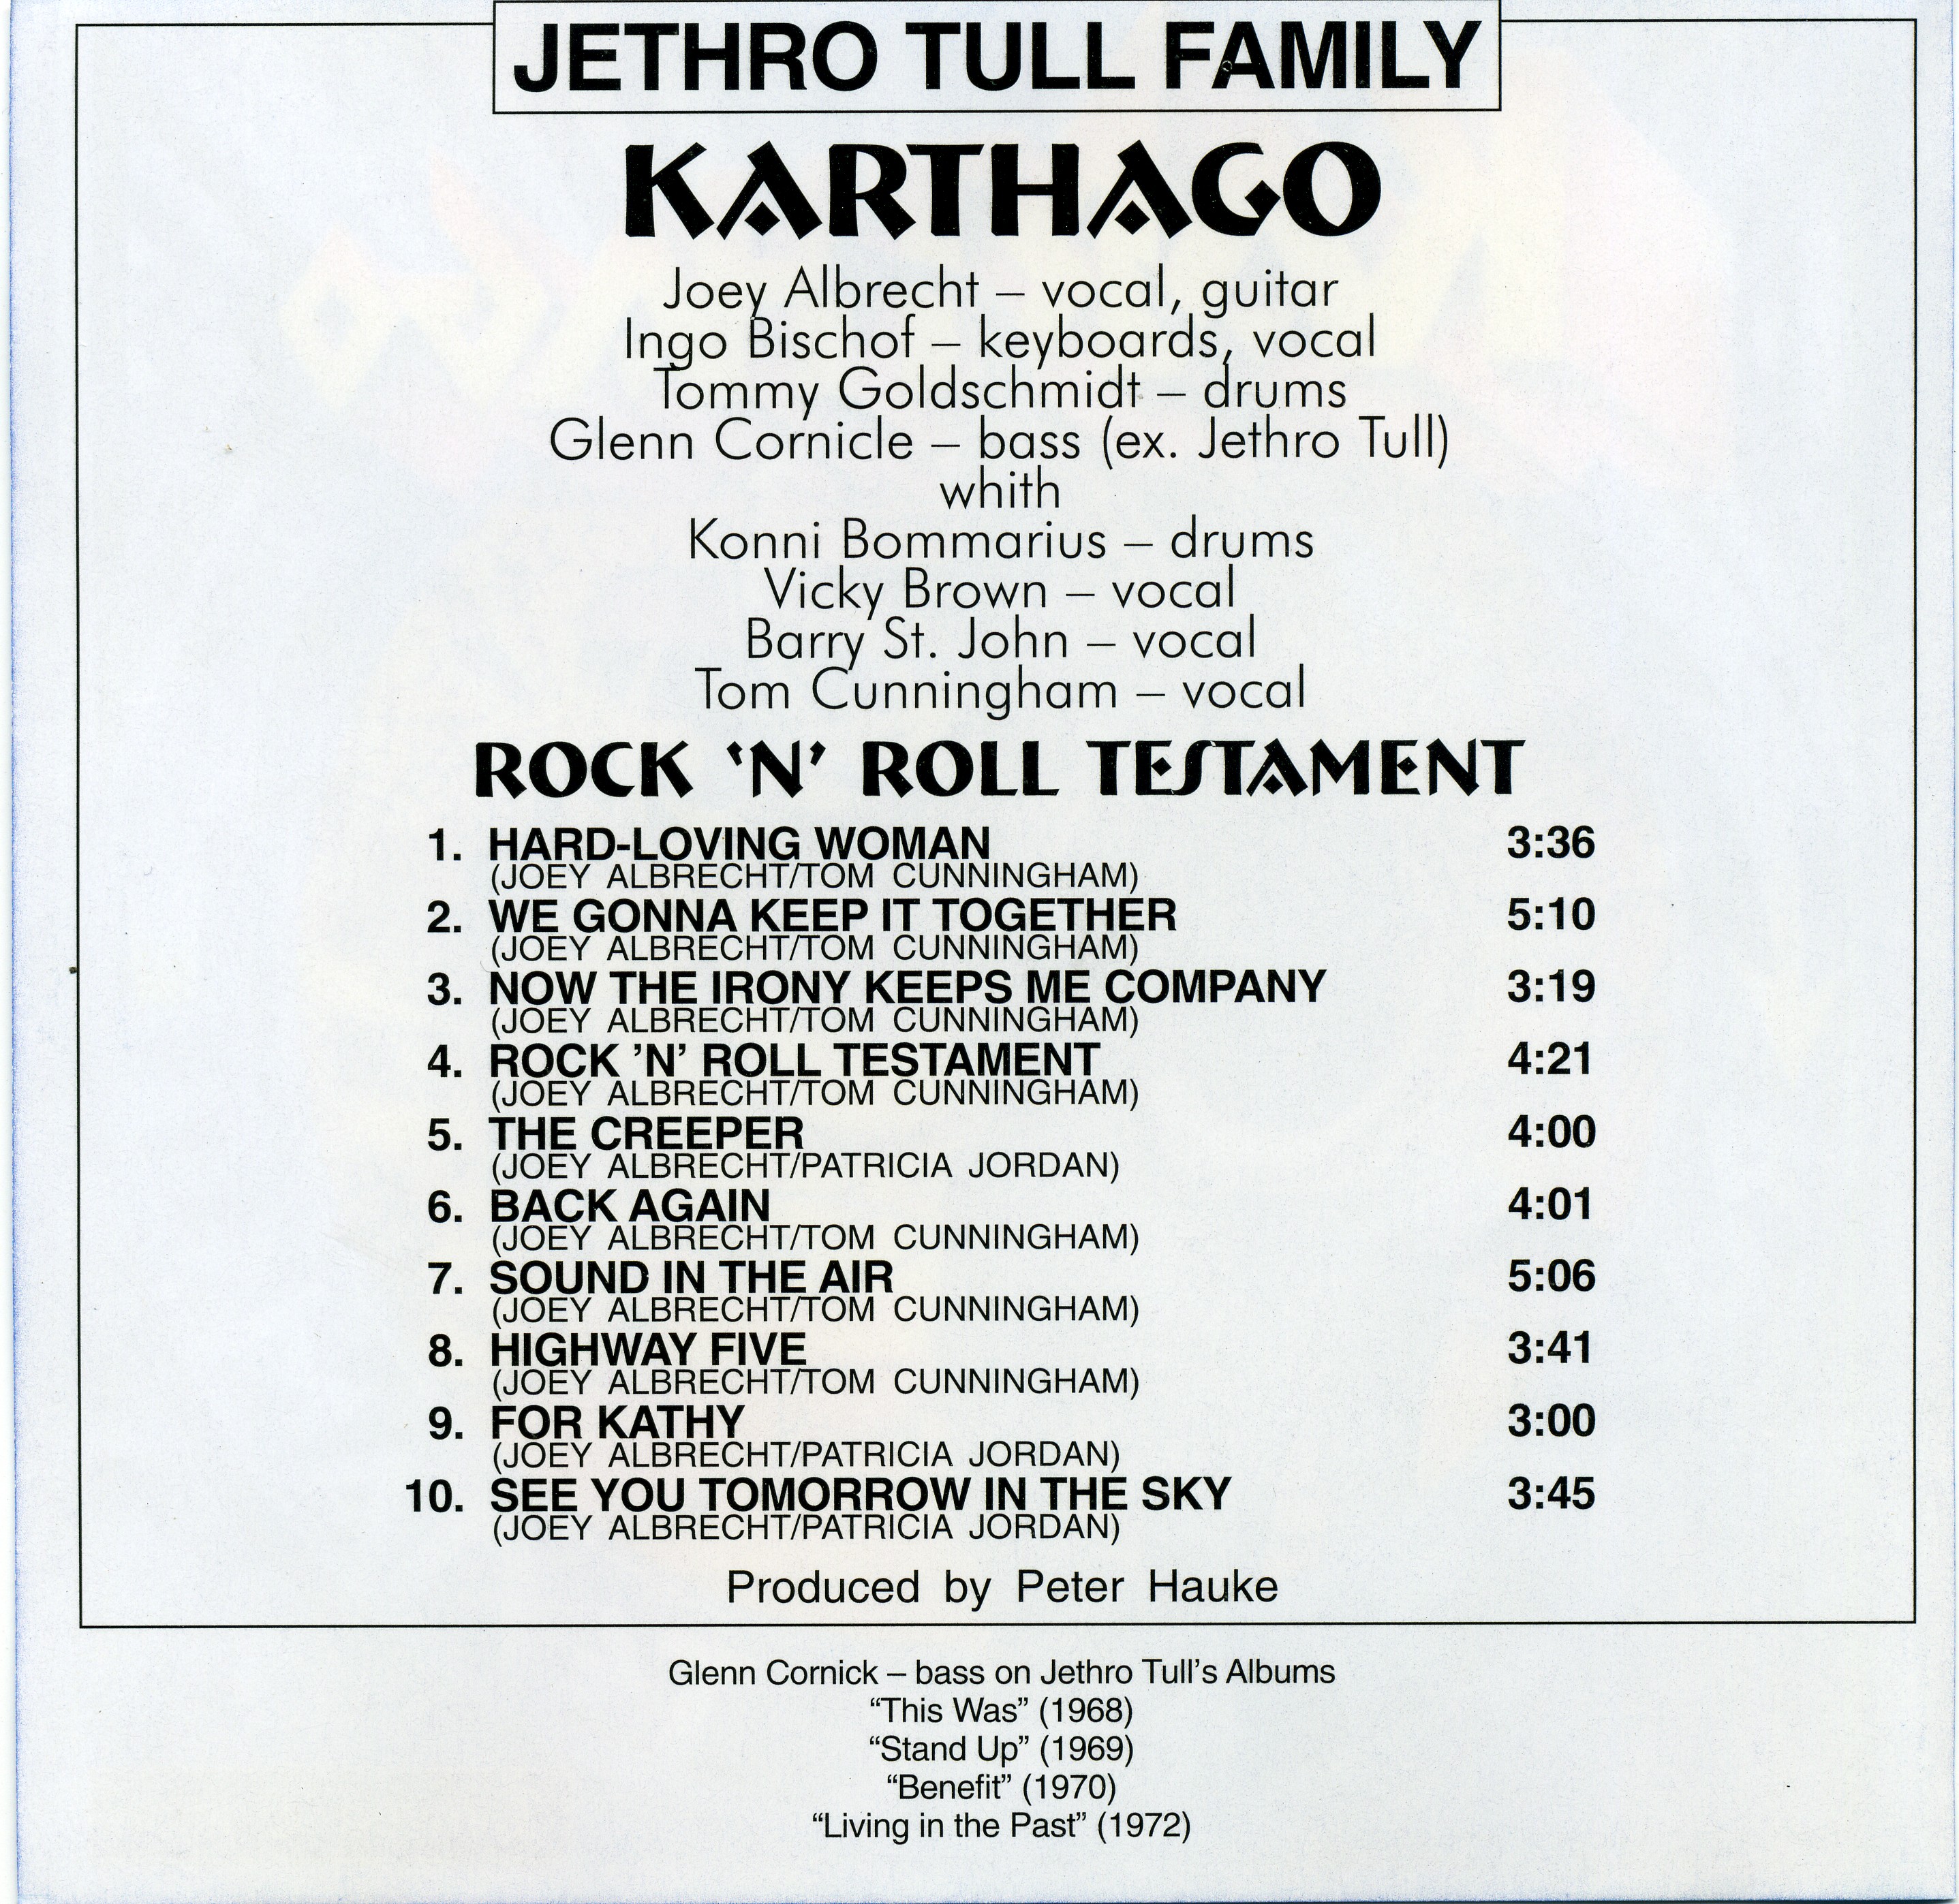 JETHRO TULL FAMILY
KARTHAGO
Joey Albrecht – vocal, guitar
Ingo Bischof – keyboards, vocal
Tommy Goldschmidt – drums
Glenn Cornicle – bass (ex. Jethro Tull)
whith
Konni Bommarius – drums
Vicky Brown – vocal
Barry St. John – vocal
Tom Cunningham – vocal
ROCK ‘N’ ROLL TESTAMENT
1. HARD-LOVING WOMAN 3:36
(JOEY ALBRECHT/TOM CUNNINGHAM)
2. WE GONNA KEEP IT TOGETHER 5:10
(JOEY ALBRECHT/TOM CUNNINGHAM)
3. NOW THE IRONY KEEPS ME COMPANY 3:19
(JOEY ALBRECHT/TOM CUNNINGHAM)
4. ROCK ’N’ ROLL TESTAMENT 4:21
(JOEY ALBRECHT/TOM CUNNINGHAM)
5. THE CREEPER 4:00
(JOEY ALBRECHT/PATRICIA JORDAN)
6. BACK AGAIN 4:01
(JOEY ALBRECHT/TOM CUNNINGHAM)
7. SOUND IN THE AIR 5:06
(JOEY ALBRECHT/TOM CUNNINGHAM)
8. HIGHWAY FIVE 3:41
(JOEY ALBRECHT/TOM CUNNINGHAM)
9. FOR KATHY 3:00
(JOEY ALBRECHT/PATRICIA JORDAN)
10. SEE YOU TOMORROW IN THE SKY 3:45
(JOEY ALBRECHT/PATRICIA JORDAN)
Produced by Peter Hauke
Glenn Cornick – bass on Jethro Tull’s Albums
“This Was” (1968)
“Stand Up” (1969)
“Benefit” (1970)
“Living in the Past” (1972)